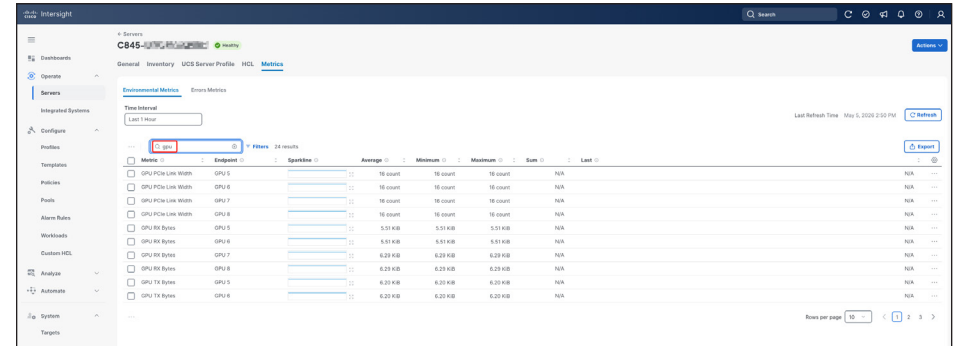 cisco Intersight
Search
← Servers
C845-
Healthy
Actions
General Inventory UCS Server Profile HCL Metrics
Dashboards
Operate
Servers
Integrated Systems
Configure
Profiles
Templates
Policies
Pools
Alarm Rules
Workloads
Custom HCL
Analyze
Automate
System
Targets
Environmental Metrics Errors Metrics
Time Interval
Last 1 Hour
Last Refresh Time May 5, 2026 2:50 PM Refresh
gpu Filters 24 results Export
Metric Endpoint Sparkline Average Minimum Maximum Sum Last
GPU PCIe Link Width GPU 5 16 count 16 count 16 count N/A N/A
GPU PCIe Link Width GPU 6 16 count 16 count 16 count N/A N/A
GPU PCIe Link Width GPU 7 16 count 16 count 16 count N/A N/A
GPU PCIe Link Width GPU 8 16 count 16 count 16 count N/A N/A
GPU RX Bytes GPU 5 5.51 KiB 5.51 KiB 5.51 KiB N/A N/A
GPU RX Bytes GPU 6 5.51 KiB 5.51 KiB 5.51 KiB N/A N/A
GPU RX Bytes GPU 7 6.29 KiB 6.29 KiB 6.29 KiB N/A N/A
GPU RX Bytes GPU 8 6.29 KiB 6.29 KiB 6.29 KiB N/A N/A
GPU TX Bytes GPU 5 6.20 KiB 6.20 KiB 6.20 KiB N/A N/A
GPU TX Bytes GPU 6 6.20 KiB 6.20 KiB 6.20 KiB N/A N/A
Rows per page 10 1 2 3